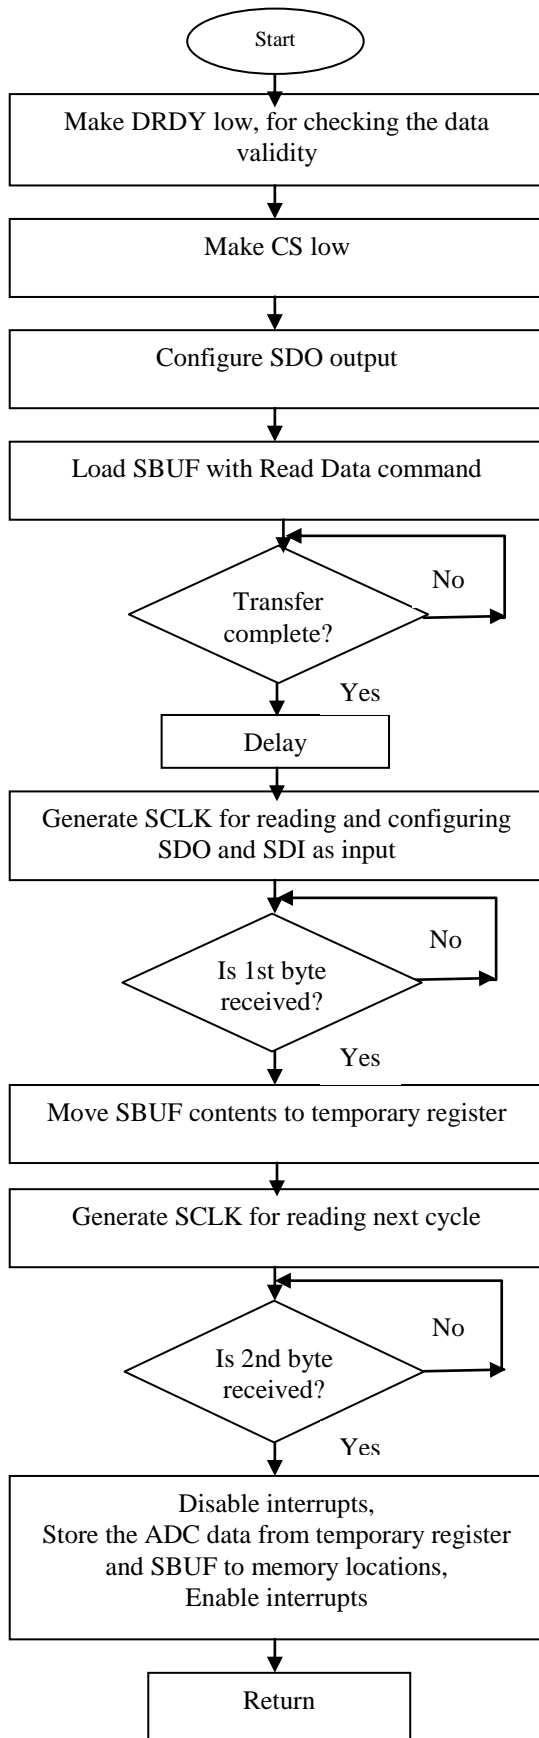 Start
Make DRDY low, for checking the data
validity
Make CS low
Configure SDO output
Load SBUF with Read Data command
No
Transfer
complete?
Yes
Delay
Generate SCLK for reading and configuring
SDO and SDI as input
No
Is 1st byte
received?
Yes
Move SBUF contents to temporary register
Generate SCLK for reading next cycle
No
Is 2nd byte
received?
Yes
Disable interrupts,
Store the ADC data from temporary register
and SBUF to memory locations,
Enable interrupts
Return